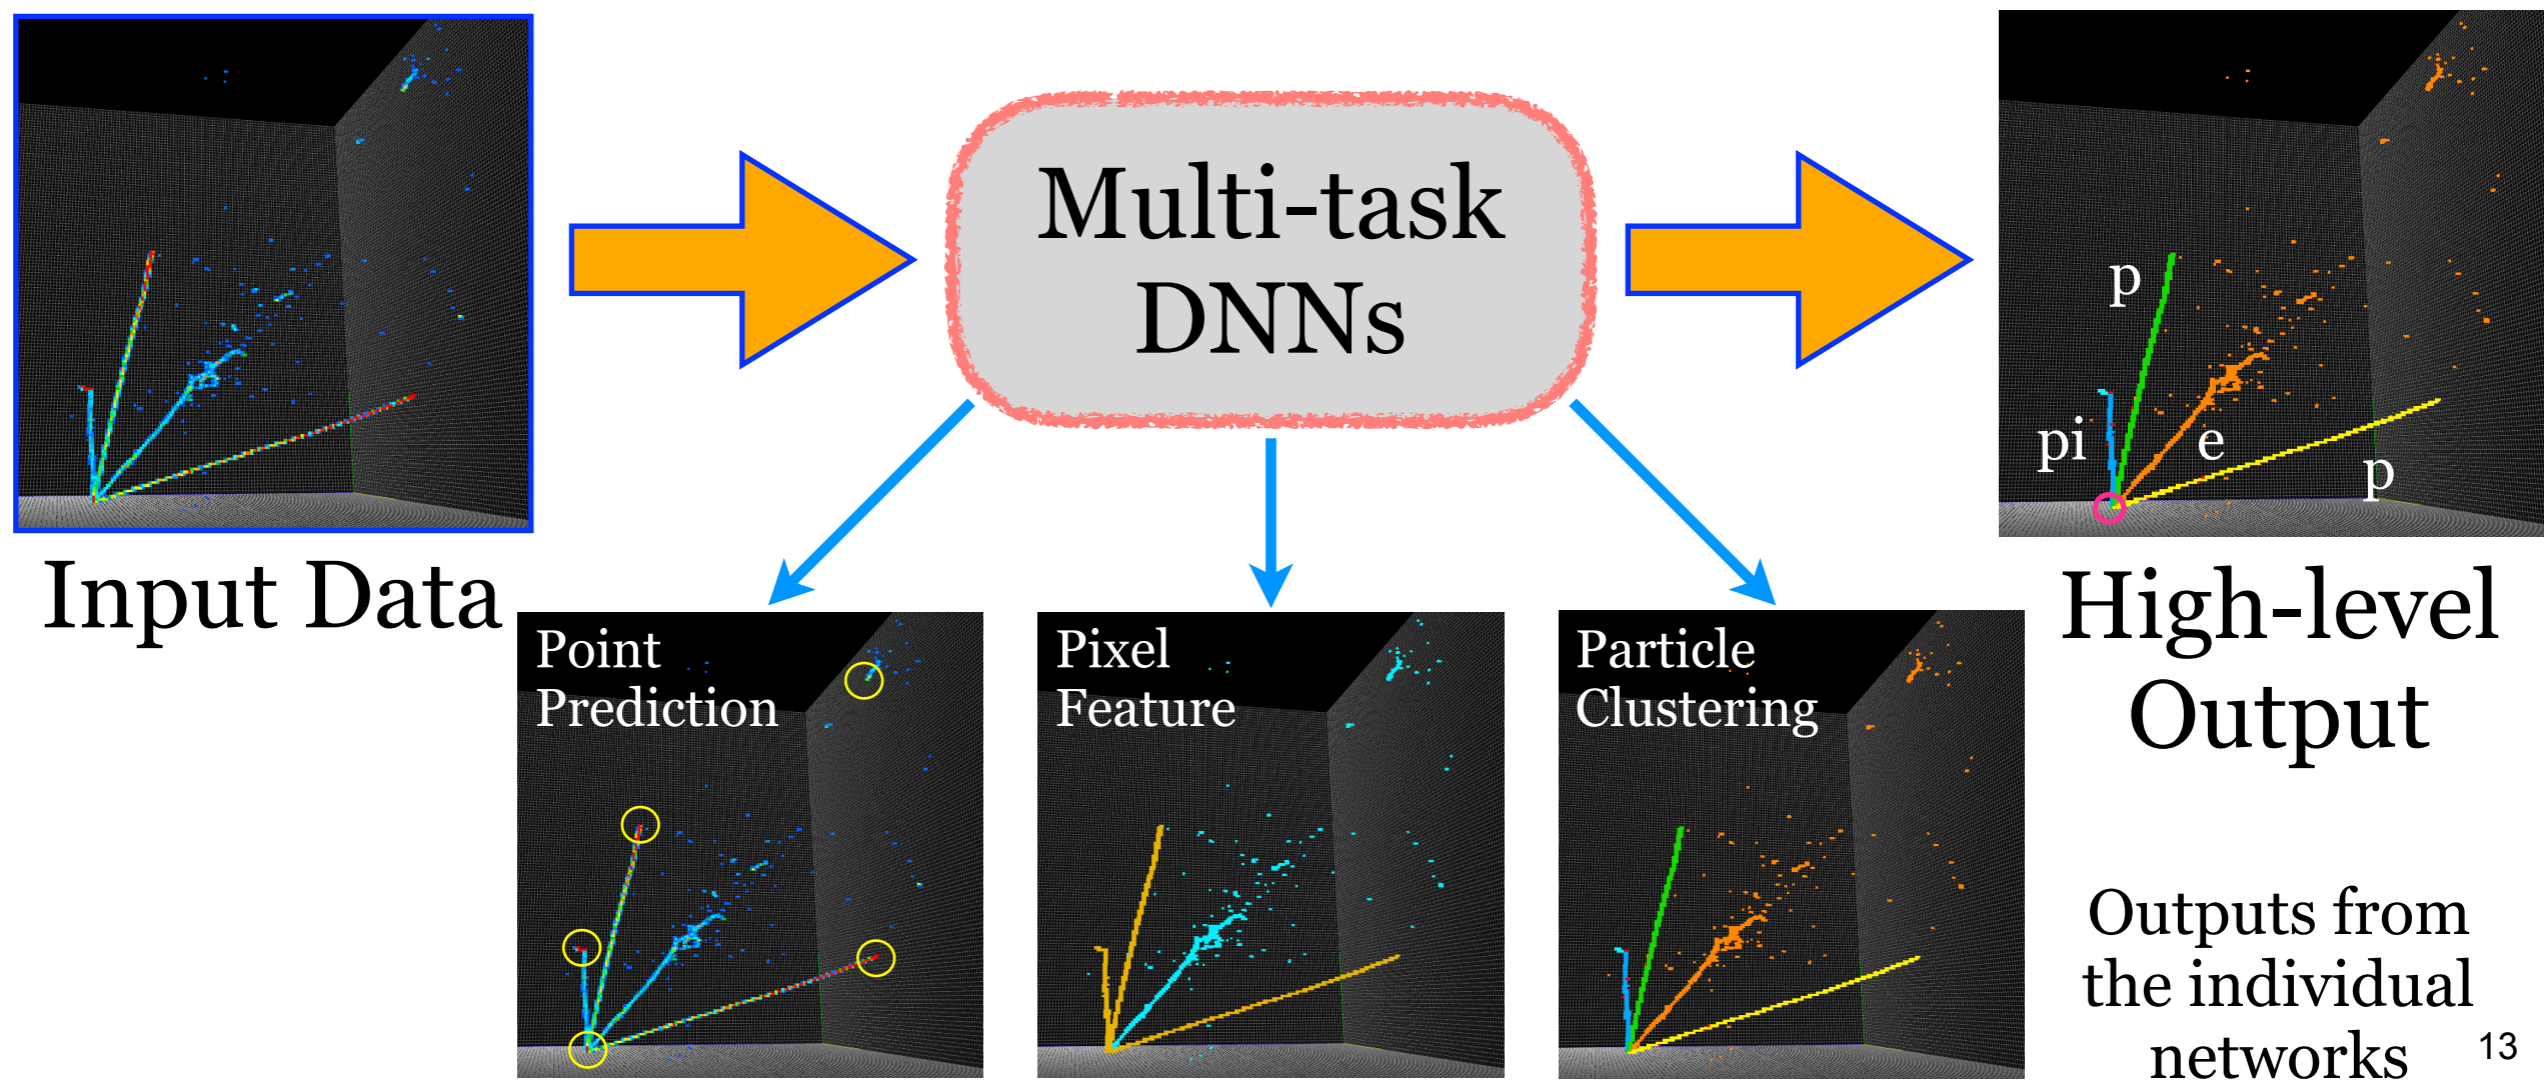 Multi-task
DNNs
p
pi
e
p
Input Data
High-level
Output
Point
Prediction
Pixel
Feature
Particle
Clustering
Outputs from
the individual
networks
13